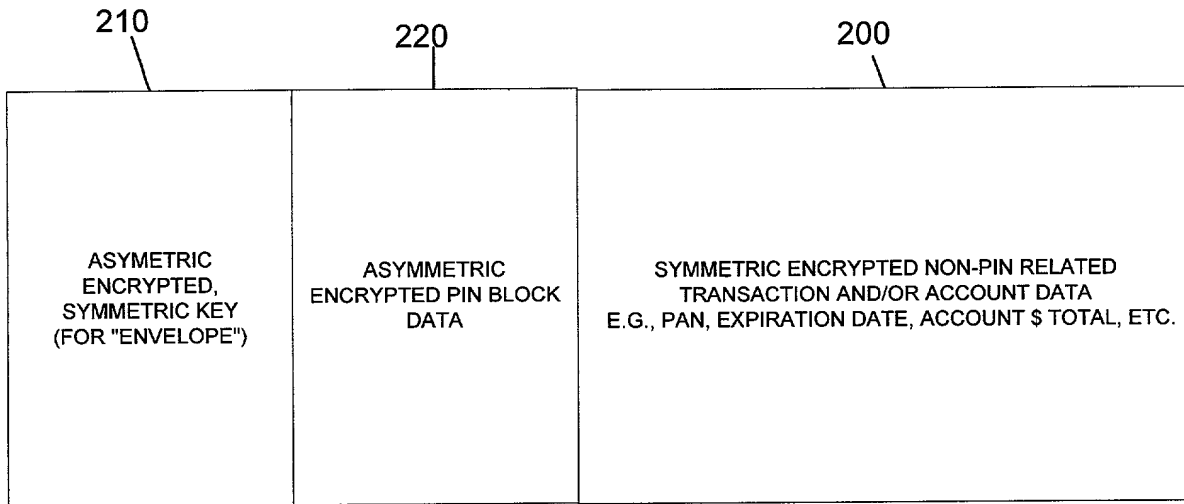 210
220
200
ASYMETRIC
ENCRYPTED,
SYMMETRIC KEY
(FOR "ENVELOPE")
ASYMMETRIC
ENCRYPTED PIN BLOCK
DATA
SYMMETRIC ENCRYPTED NON-PIN RELATED
TRANSACTION AND/OR ACCOUNT DATA
E.G., PAN, EXPIRATION DATE, ACCOUNT $ TOTAL, ETC.